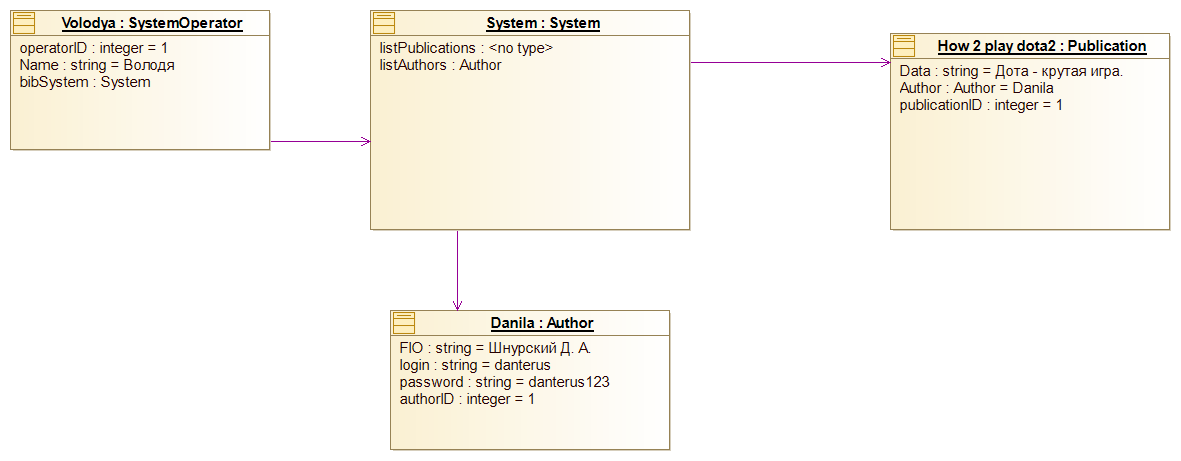 Volodya : SystemOperator
operatorID : integer = 1
Name : string = Володя
bibSystem : System
System : System
listPublications : <no type>
listAuthors : Author
How 2 play dota2 : Publication
Data : string = Дота - крутая игра.
Author : Author = Danila
publicationID : integer = 1
Danila : Author
FIO : string = Шнурский Д. А.
login : string = danterus
password : string = danterus123
authorID : integer = 1